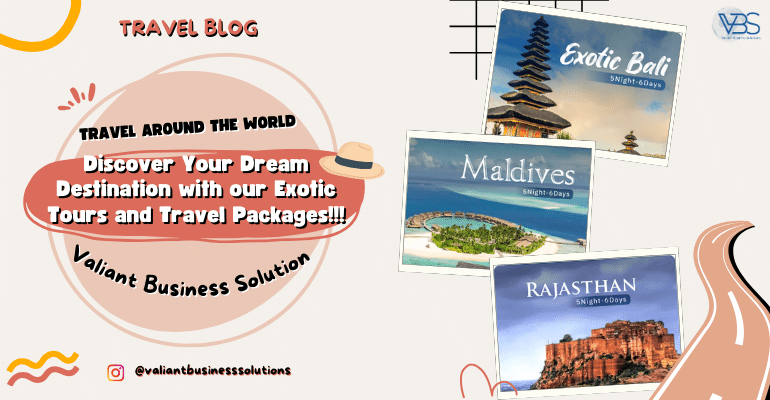 TRAVEL BLOG
TRAVEL AROUND THE WORLD
Discover Your Dream
Destination with our Exotic
Tours and Travel Packages!!!
Valiant Business Solution
@valiantbusinesssolutions
VBS
Exotic Bali
5Night-6Days
Maldives
5Night-6Days
RAJASTHAN
5Night-6Days